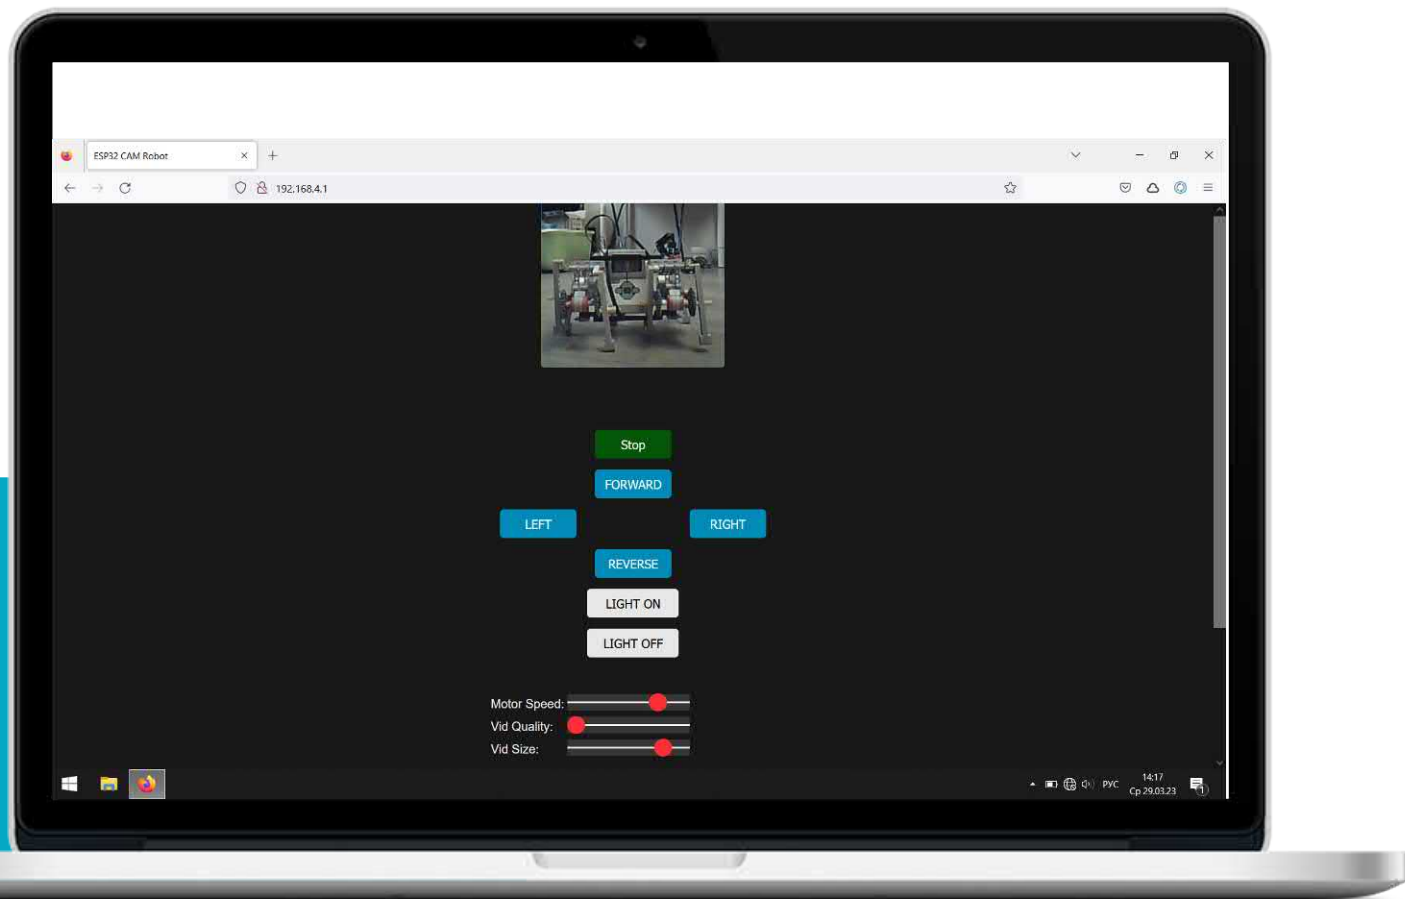 ESP32 CAM Robot
192.168.4.1
Stop
FORWARD
LEFT RIGHT
REVERSE
LIGHT ON
LIGHT OFF
Motor Speed:
Vid Quality:
Vid Size:
РУС
14:17
Ср 29.03.23
1